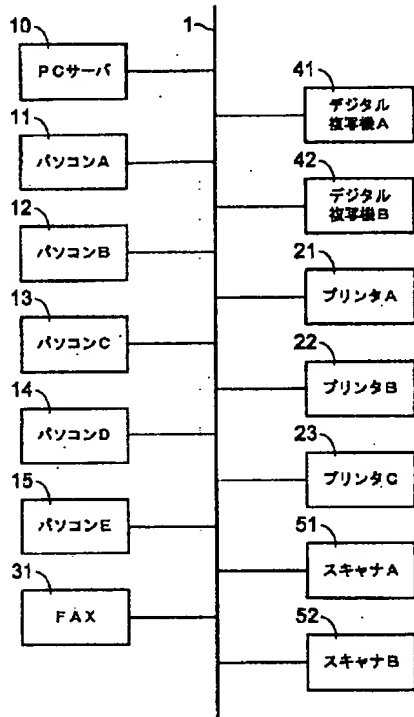 1
10
PCサーバ
11
パソコンA
12
パソコンB
13
パソコンC
14
パソコンD
15
パソコンE
31
FAX
41
デジタル
複写機A
42
デジタル
複写機B
21
プリンタA
22
プリンタB
23
プリンタC
51
スキャナA
52
スキャナB